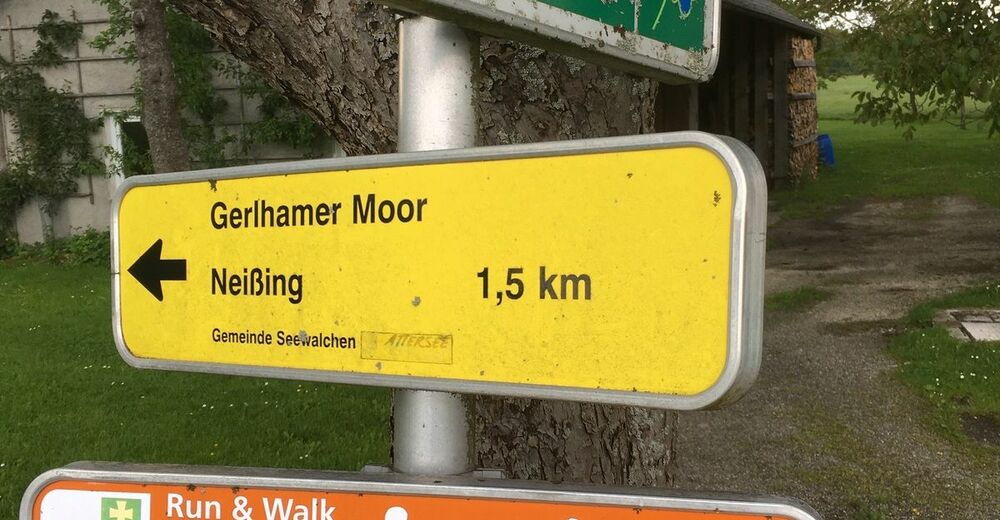 Gerlhamer Moor
Neißing 1,5 km
Gemeinde Seewalchen ATTERSEE
Run & Walk